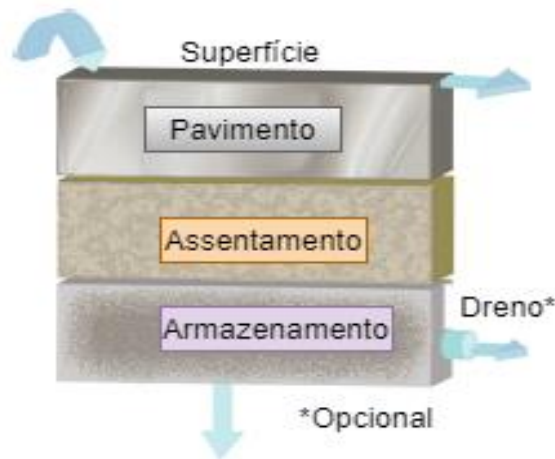 Superfície
Pavimento
Assentamento
Dreno*
Armazenamento
*Opcional